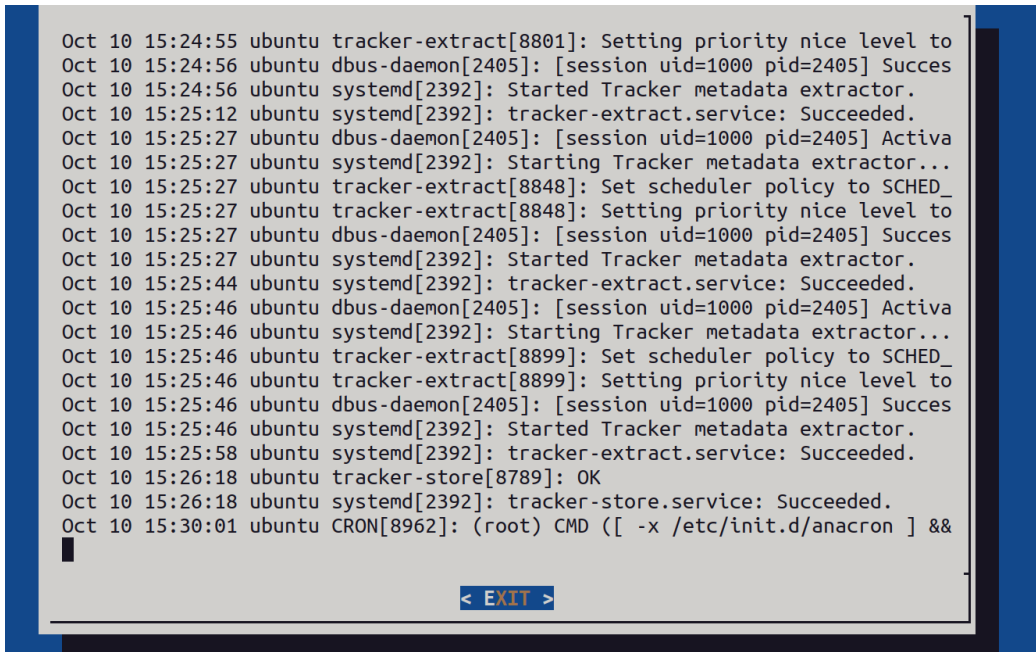 Oct 10 15:24:55 ubuntu tracker-extract[8801]: Setting priority nice level to
Oct 10 15:24:56 ubuntu dbus-daemon[2405]: [session uid=1000 pid=2405] Succes
Oct 10 15:24:56 ubuntu systemd[2392]: Started Tracker metadata extractor.
Oct 10 15:25:12 ubuntu systemd[2392]: tracker-extract.service: Succeeded.
Oct 10 15:25:27 ubuntu dbus-daemon[2405]: [session uid=1000 pid=2405] Activa
Oct 10 15:25:27 ubuntu systemd[2392]: Starting Tracker metadata extractor...
Oct 10 15:25:27 ubuntu tracker-extract[8848]: Set scheduler policy to SCHED_
Oct 10 15:25:27 ubuntu tracker-extract[8848]: Setting priority nice level to
Oct 10 15:25:27 ubuntu dbus-daemon[2405]: [session uid=1000 pid=2405] Succes
Oct 10 15:25:27 ubuntu systemd[2392]: Started Tracker metadata extractor.
Oct 10 15:25:44 ubuntu systemd[2392]: tracker-extract.service: Succeeded.
Oct 10 15:25:46 ubuntu dbus-daemon[2405]: [session uid=1000 pid=2405] Activa
Oct 10 15:25:46 ubuntu systemd[2392]: Starting Tracker metadata extractor...
Oct 10 15:25:46 ubuntu tracker-extract[8899]: Set scheduler policy to SCHED_
Oct 10 15:25:46 ubuntu tracker-extract[8899]: Setting priority nice level to
Oct 10 15:25:46 ubuntu dbus-daemon[2405]: [session uid=1000 pid=2405] Succes
Oct 10 15:25:46 ubuntu systemd[2392]: Started Tracker metadata extractor.
Oct 10 15:25:58 ubuntu systemd[2392]: tracker-extract.service: Succeeded.
Oct 10 15:26:18 ubuntu tracker-store[8789]: OK
Oct 10 15:26:18 ubuntu systemd[2392]: tracker-store.service: Succeeded.
Oct 10 15:30:01 ubuntu CRON[8962]: (root) CMD ([ -x /etc/init.d/anacron ] &&
< EXIT >